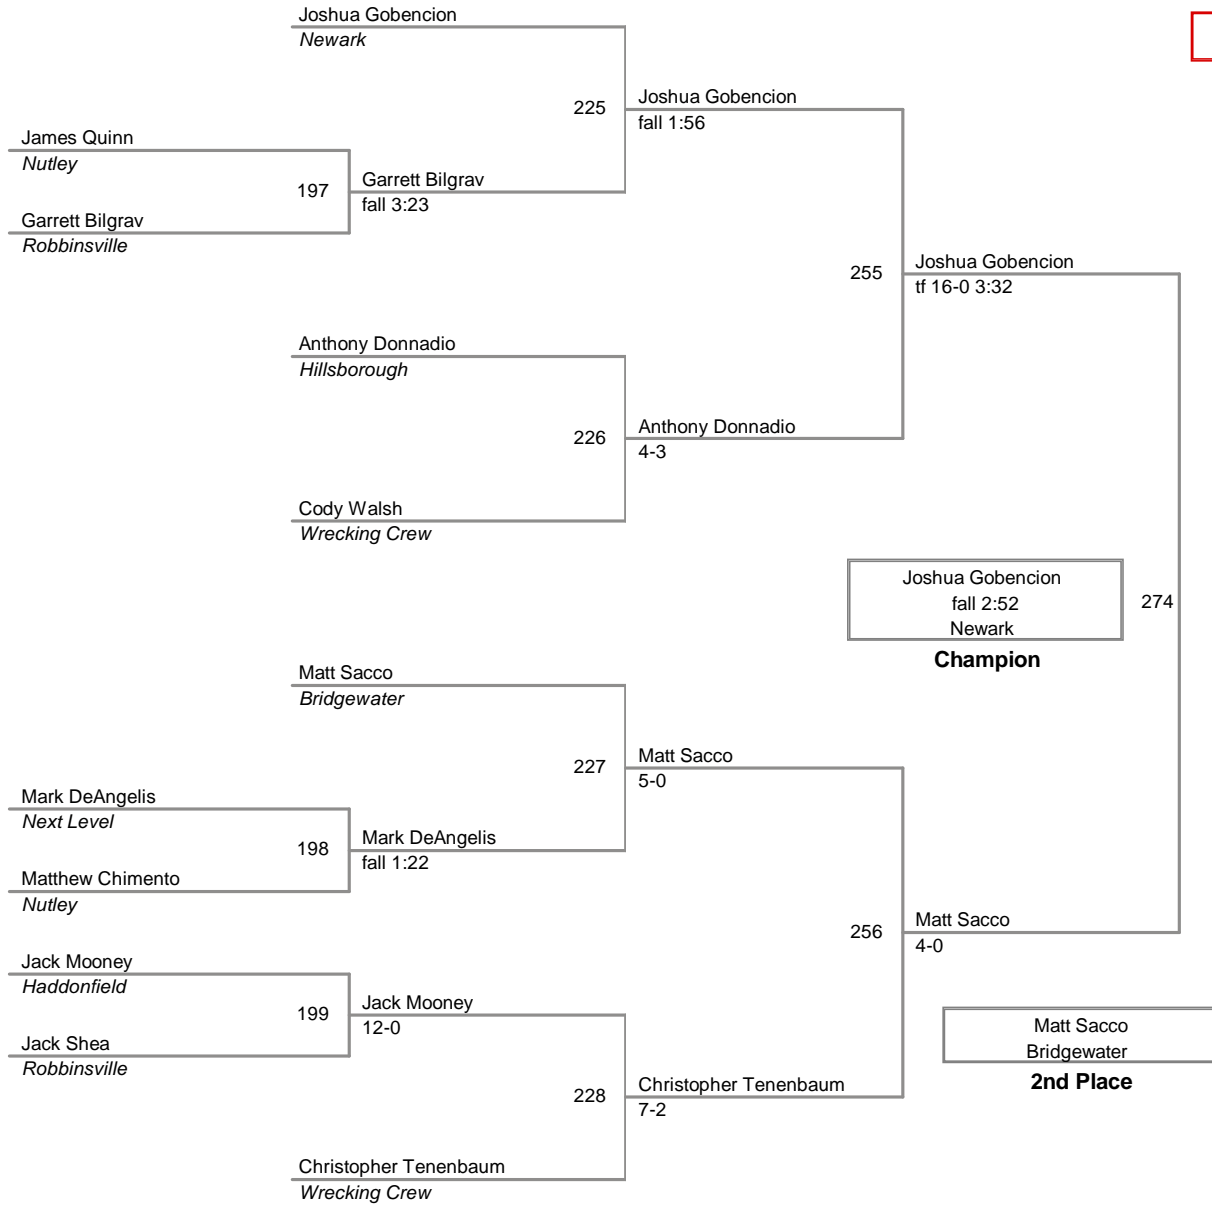 Joshua Gobencion
Newark
225
Joshua Gobencion
fall 1:56
James Quinn
Nutley
197
Garrett Bilgrav
fall 3:23
Garrett Bilgrav
Robbinsville
255
Joshua Gobencion
tf 16-0 3:32
Anthony Donnadio
Hillsborough
226
Anthony Donnadio
4-3
Cody Walsh
Wrecking Crew
Joshua Gobencion
fall 2:52
Newark
274
Champion
Matt Sacco
Bridgewater
227
Matt Sacco
5-0
Mark DeAngelis
Next Level
198
Mark DeAngelis
fall 1:22
Matthew Chimento
Nutley
256
Matt Sacco
4-0
Jack Mooney
Haddonfield
199
Jack Mooney
12-0
Jack Shea
Robbinsville
Matt Sacco
Bridgewater
2nd Place
228
Christopher Tenenbaum
7-2
Christopher Tenenbaum
Wrecking Crew